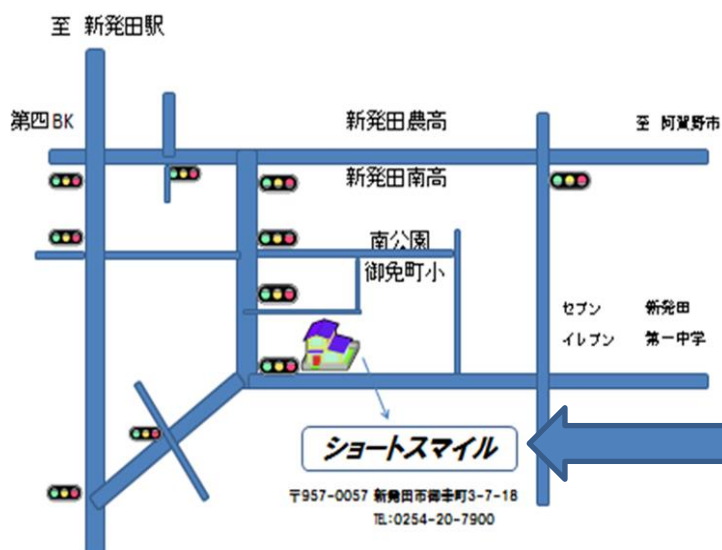 至 新発田駅
第四BK
新発田農高
至 阿賀野市
新発田南高
南公園
御免町小
セブン
イレブン
新発田
第一中学
ショートスマイル
〒957-0057 新発田市御幸町3-7-18
TEL:0254-20-7900